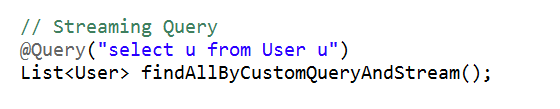 // Streaming Query
@Query("select u from User u")
List<User> findAllByCustomQueryAndStream();